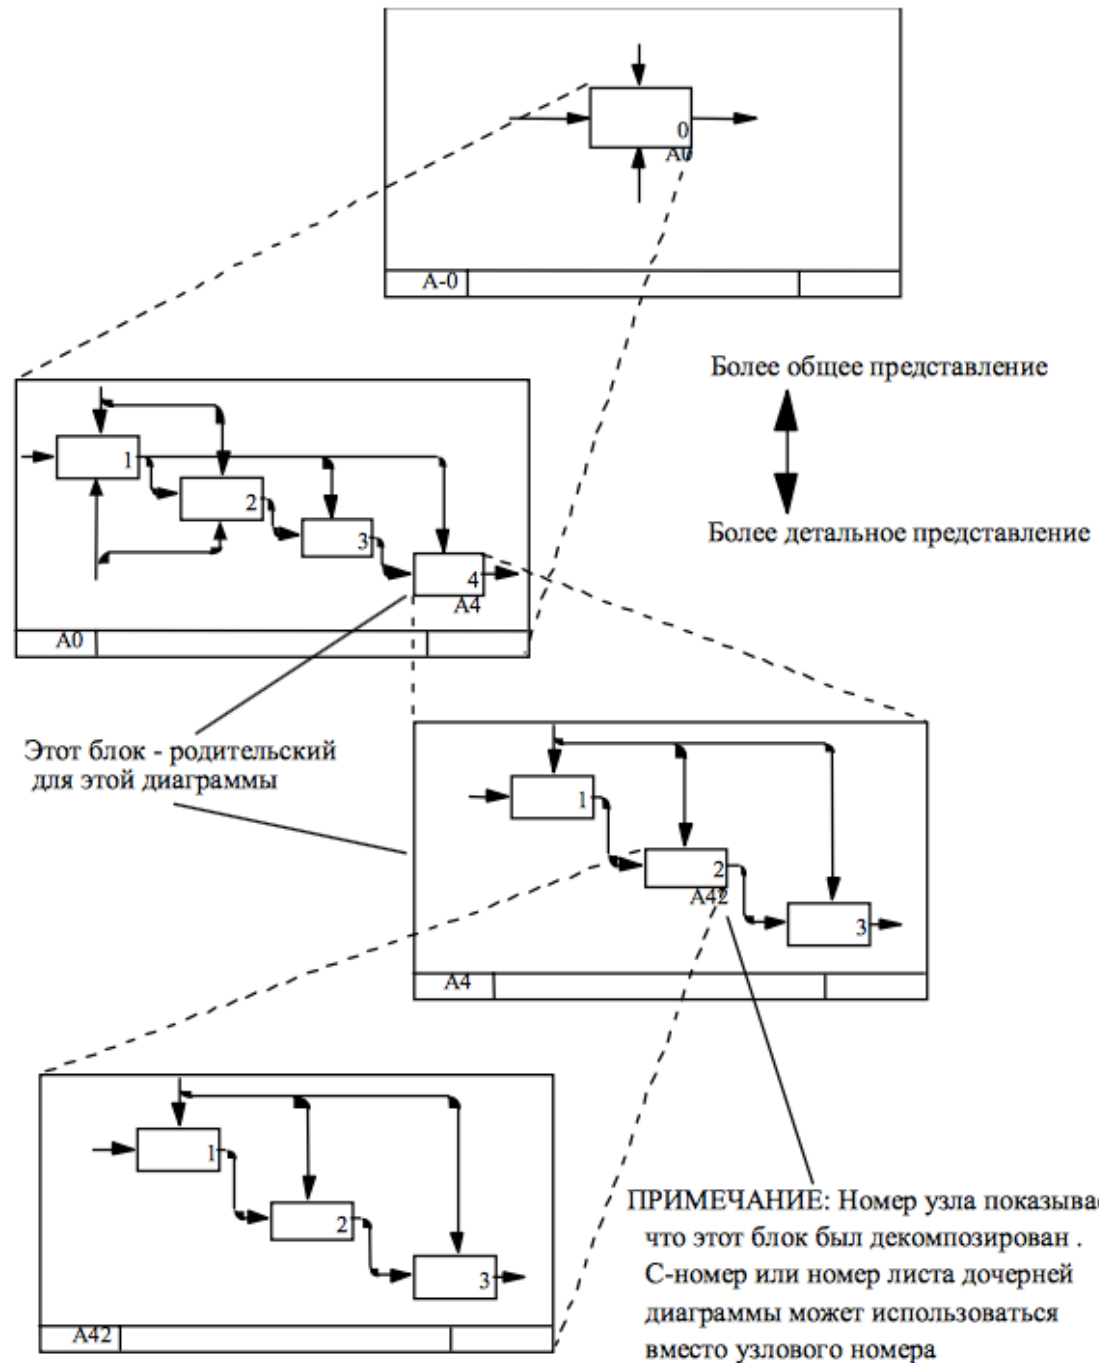 0
A0
A-0
Более общее представление
Более детальное представление
1
2
3
4
A4
A0
Этот блок - родительский
для этой диаграммы
1
2
A42
3
A4
1
2
3
A42
ПРИМЕЧАНИЕ: Номер узла показывае
что этот блок был декомпозирован .
С-номер или номер листа дочерней
диаграммы может использоваться
вместо узлового номера